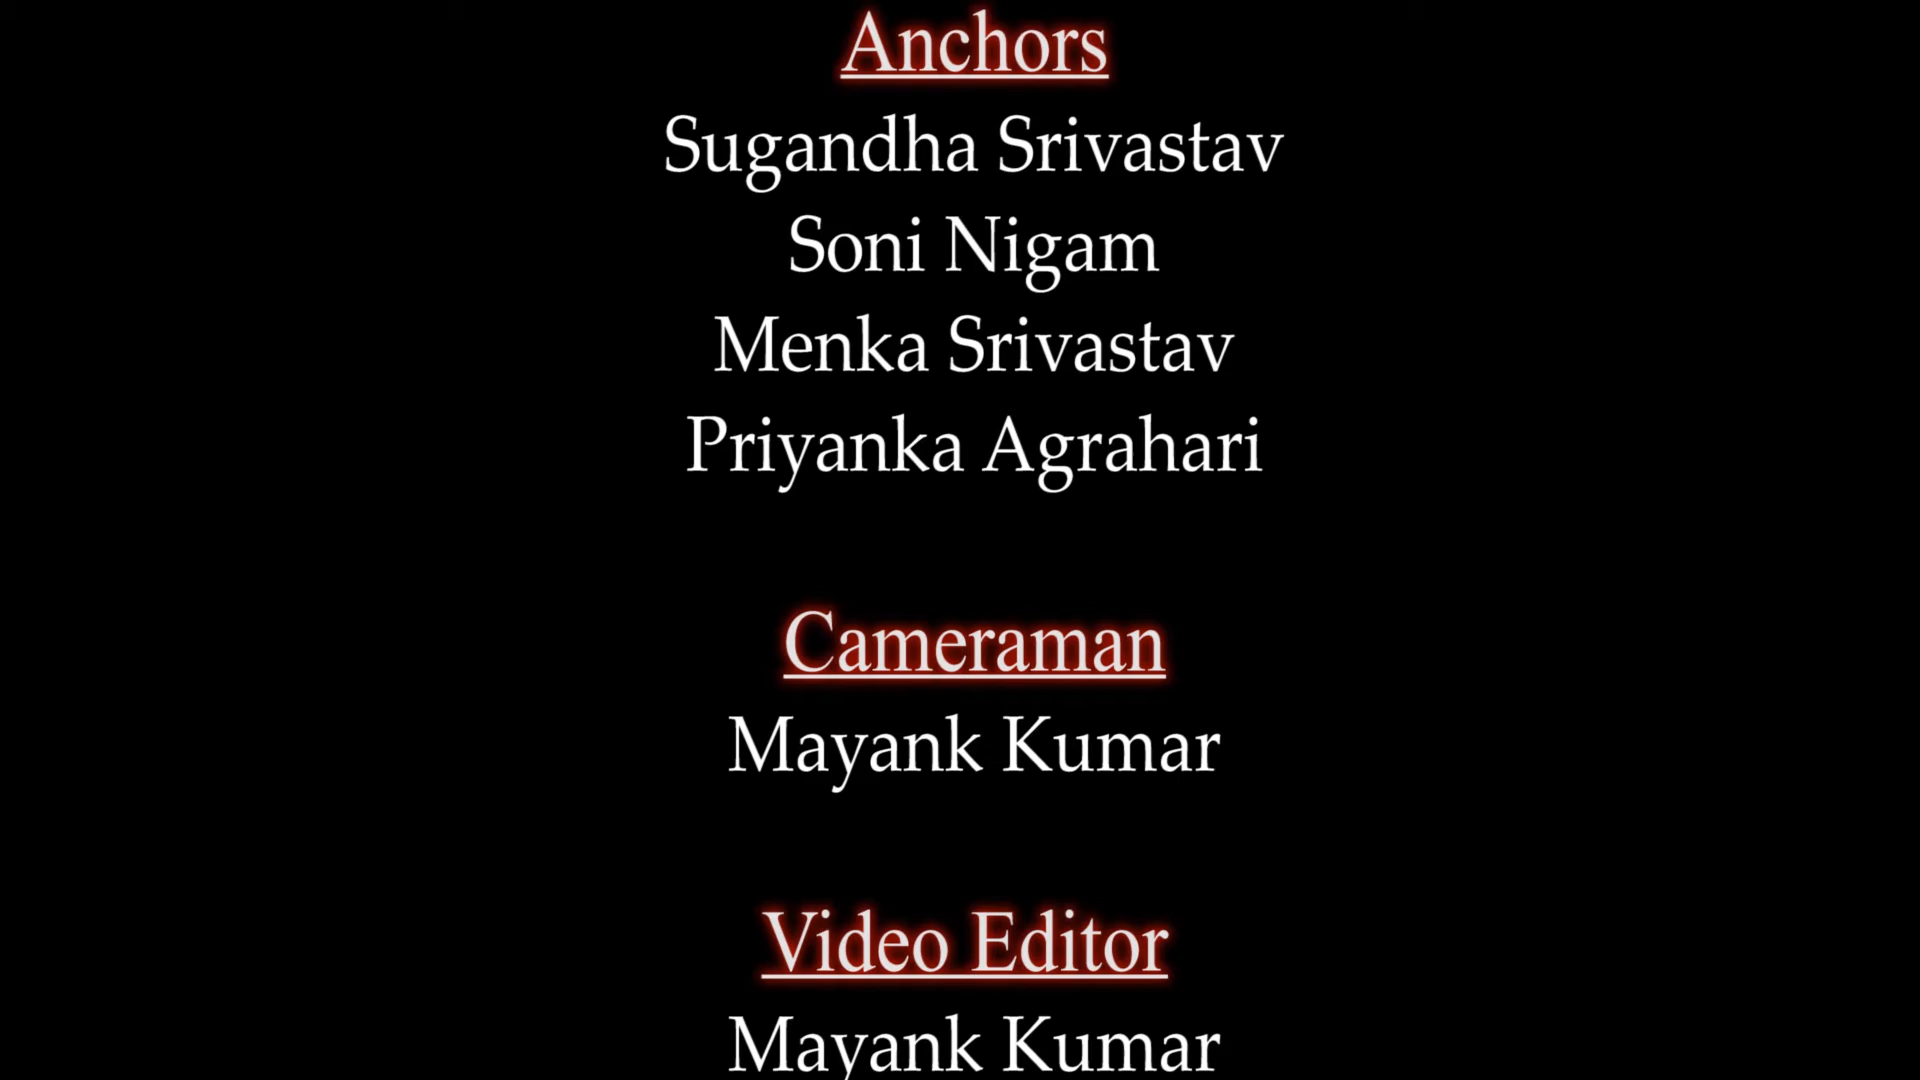 Anchors
Sugandha Srivastav
Soni Nigam
Menka Srivastav
Priyanka Agrahari
Cameraman
Mayank Kumar
Video Editor
Mayank Kumar